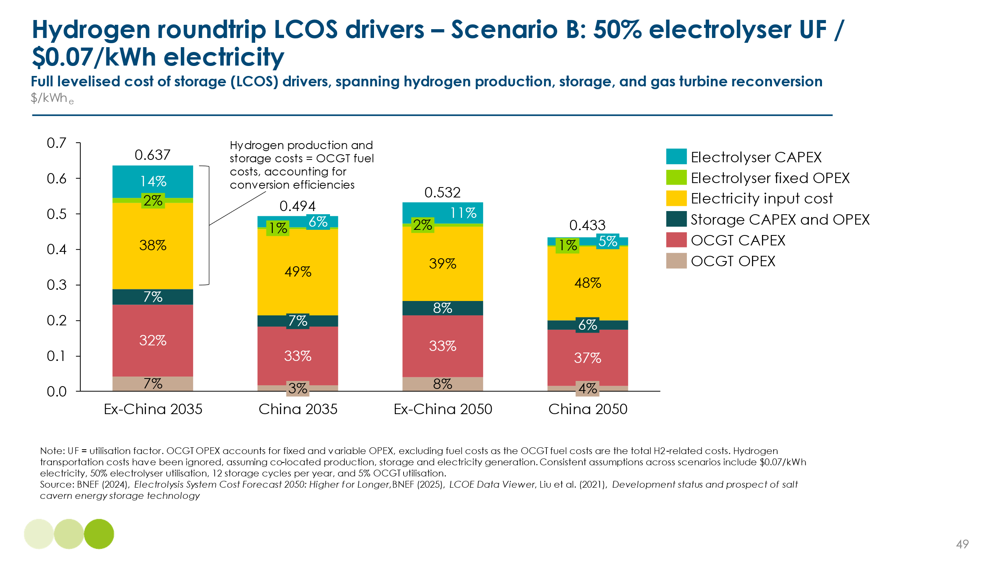 Hydrogen roundtrip LCOS drivers – Scenario B: 50% electrolyser UF /
$0.07/kWh electricity
Full levelised cost of storage (LCOS) drivers, spanning hydrogen production, storage, and gas turbine reconversion
$/kWh e
0.7
0.6
0.5
0.4
0.3
0.2
0.1
0.0
0.637
14%
2%
38%
7%
32%
7%
Hydrogen production and
storage costs = OCGT fuel
costs, accounting for
conversion efficiencies
0.494
6%
1%
49%
7%
33%
3%
0.532
11%
2%
39%
8%
33%
8%
0.433
5%
1%
48%
6%
37%
4%
Ex-China 2035
China 2035
Ex-China 2050
China 2050
Electrolyser CAPEX
Electrolyser fixed OPEX
Electricity input cost
Storage CAPEX and OPEX
OCGT CAPEX
OCGT OPEX
Note: UF = utilisation factor. OCGT OPEX accounts for fixed and variable OPEX, excluding fuel costs as the OCGT fuel costs are the total H2-related costs. Hydrogen
transportation costs have been ignored, assuming co-located production, storage and electricity generation. Consistent assumptions across scenarios include $0.07/kWh
electricity, 50% electrolyser utilisation, 12 storage cycles per year, and 5% OCGT utilisation.
Source: BNEF (2024), Electrolysis System Cost Forecast 2050: Higher for Longer, BNEF (2025), LCOE Data Viewer, Liu et al. (2021), Development status and prospect of salt
cavern energy storage technology
49